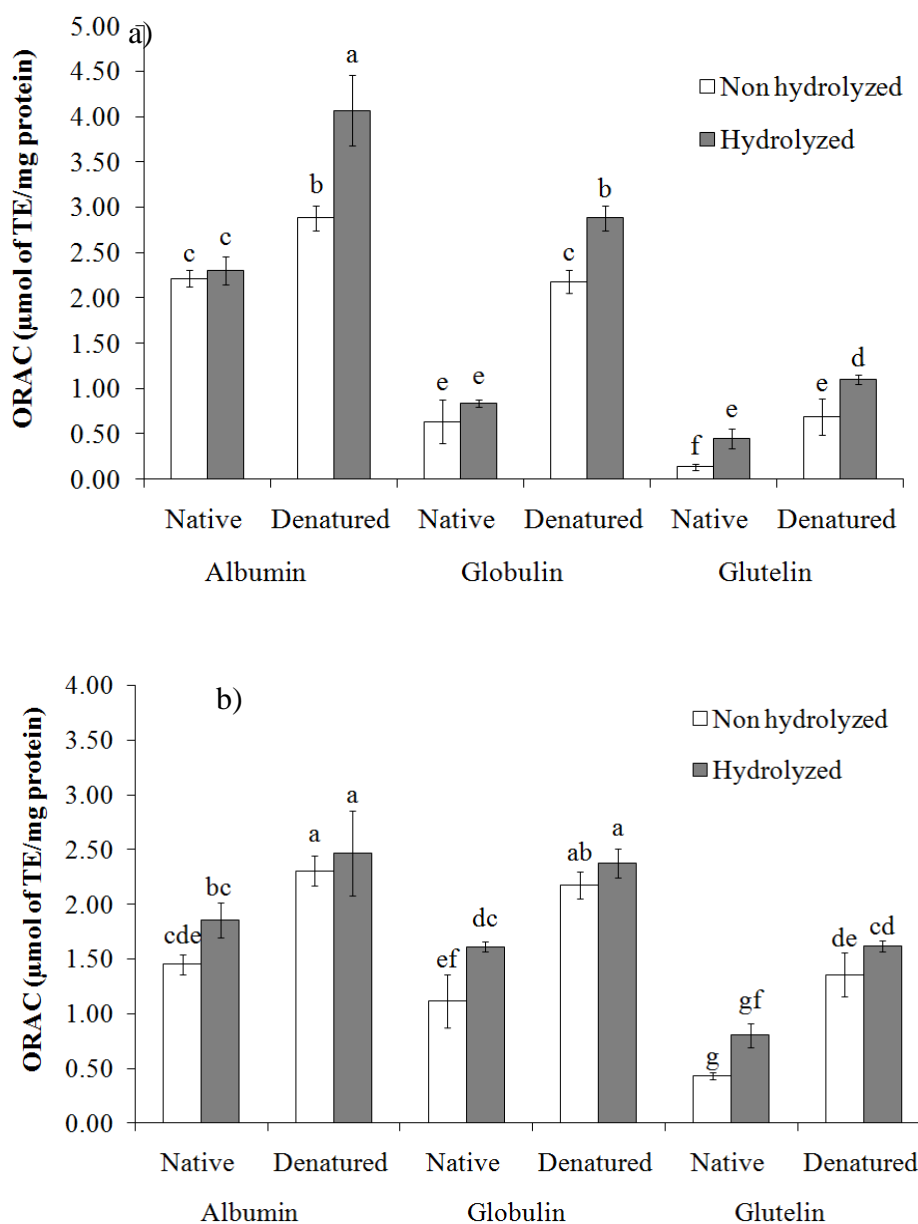 a)
ORAC (µmol of TE/mg protein)
5.00
4.50
4.00
3.50
3.00
2.50
2.00
1.50
1.00
0.50
0.00
Non hydrolyzed
Hydrolyzed
c c b a e e c b f e e d
Native Denatured Native Denatured Native Denatured
Albumin Globulin Glutelin
b)
ORAC (µmol of TE/mg protein)
4.00
3.50
3.00
2.50
2.00
1.50
1.00
0.50
0.00
Non hydrolyzed
Hydrolyzed
cde bc a a ef dc ab a g gf de cd
Native Denatured Native Denatured Native Denatured
Albumin Globulin Glutelin